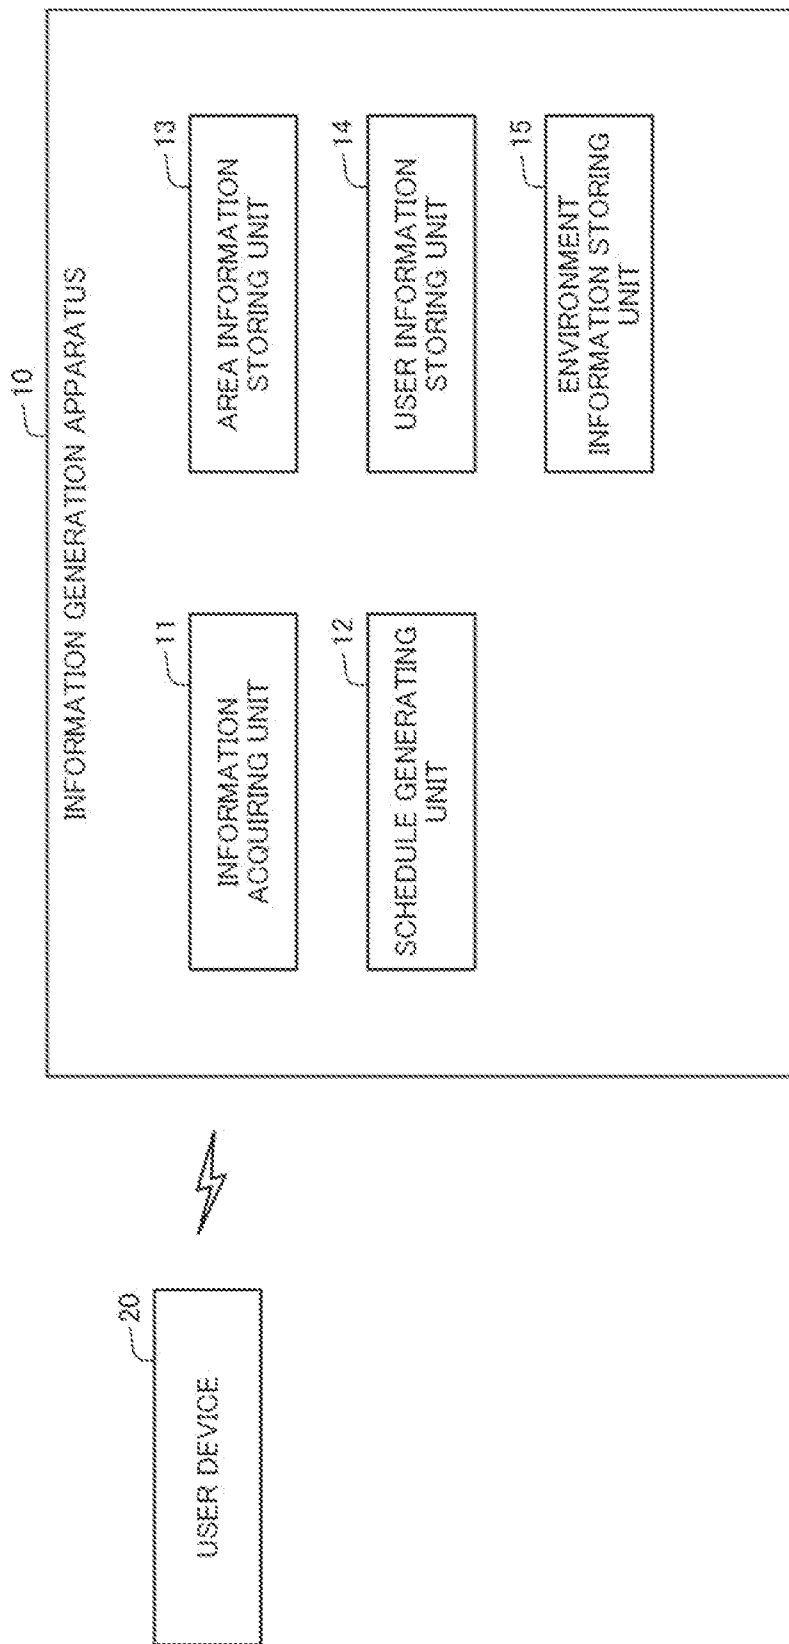 10
INFORMATION GENERATION APPARATUS
20
USER DEVICE
11
INFORMATION
ACQUIRING UNIT
12
SCHEDULE GENERATING
UNIT
13
AREA INFORMATION
STORING UNIT
14
USER INFORMATION
STORING UNIT
15
ENVIRONMENT
INFORMATION STORING
UNIT